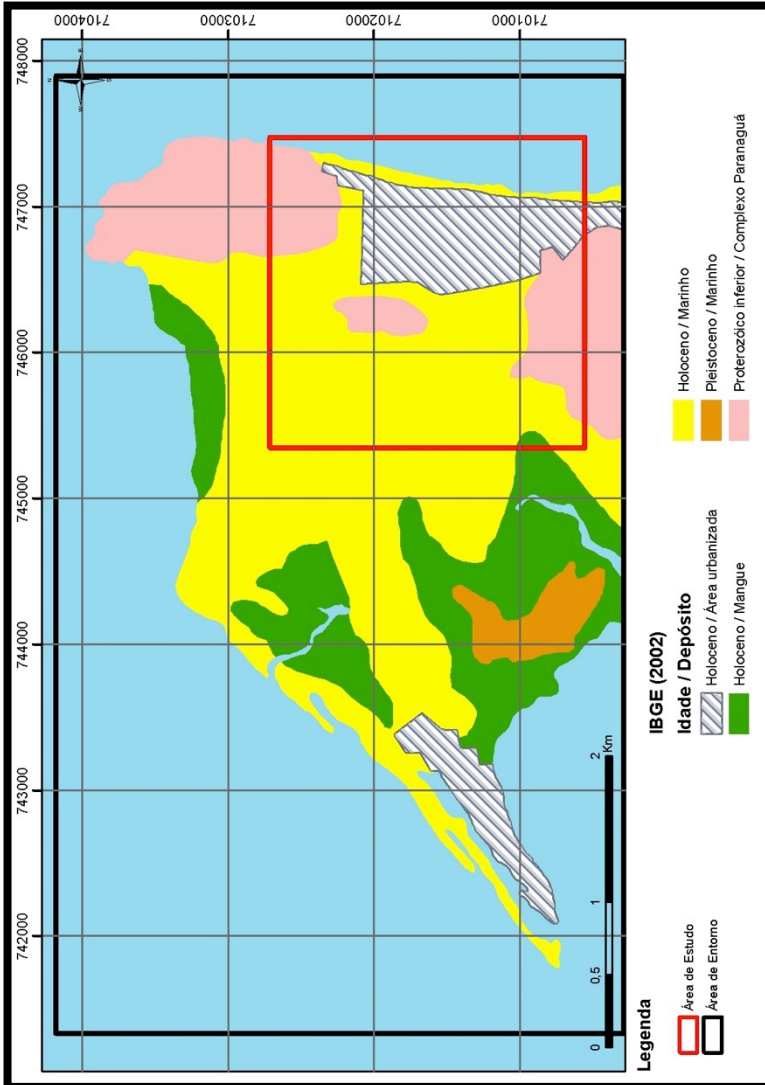 742000
743000
744000
745000
746000
747000
748000
7104000
7103000
7102000
7101000
N
E
S
W
0
0,5
1
2
Km
Legenda
Área de Estudo
Área de Entorno
IBGE (2002)
Idade / Depósito
Holoceno / Área urbanizada
Holoceno / Mangue
Holoceno / Marinho
Pleistoceno / Marinho
Proterozóico inferior / Complexo Paranaguá